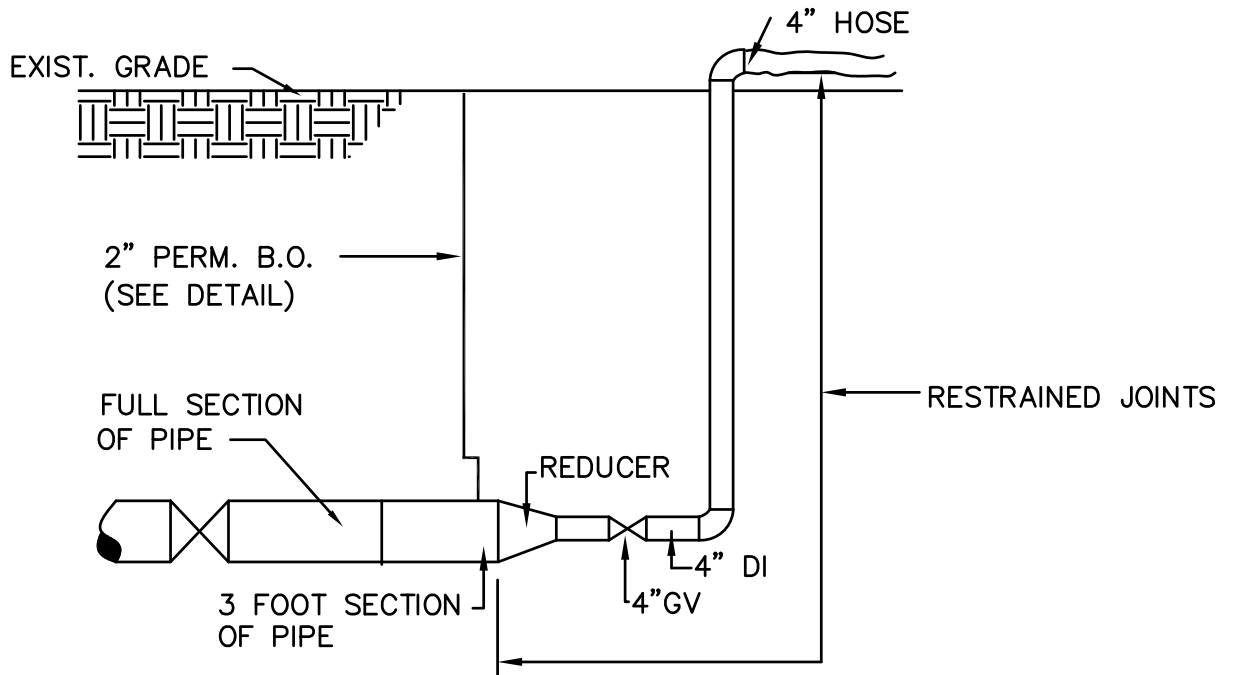 4” HOSE
EXIST. GRADE
2” PERM. B.O.
(SEE DETAIL)
FULL SECTION
OF PIPE
RESTRAINED JOINTS
REDUCER
4” DI
3 FOOT SECTION
OF PIPE
4”GV